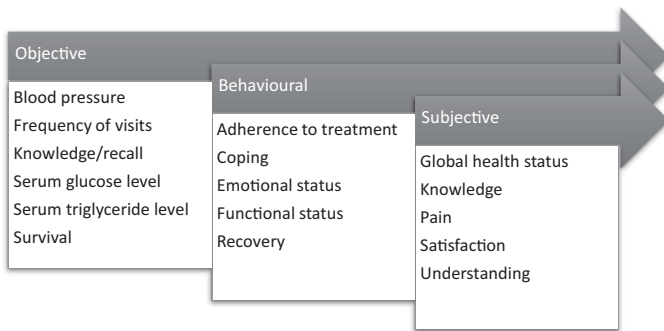 Objective
Blood pressure
Frequency of visits
Knowledge/recall
Serum glucose level
Serum triglyceride level
Survival
Behavioural
Adherence to treatment
Coping
Emotional status
Functional status
Recovery
Subjective
Global health status
Knowledge
Pain
Satisfaction
Understanding